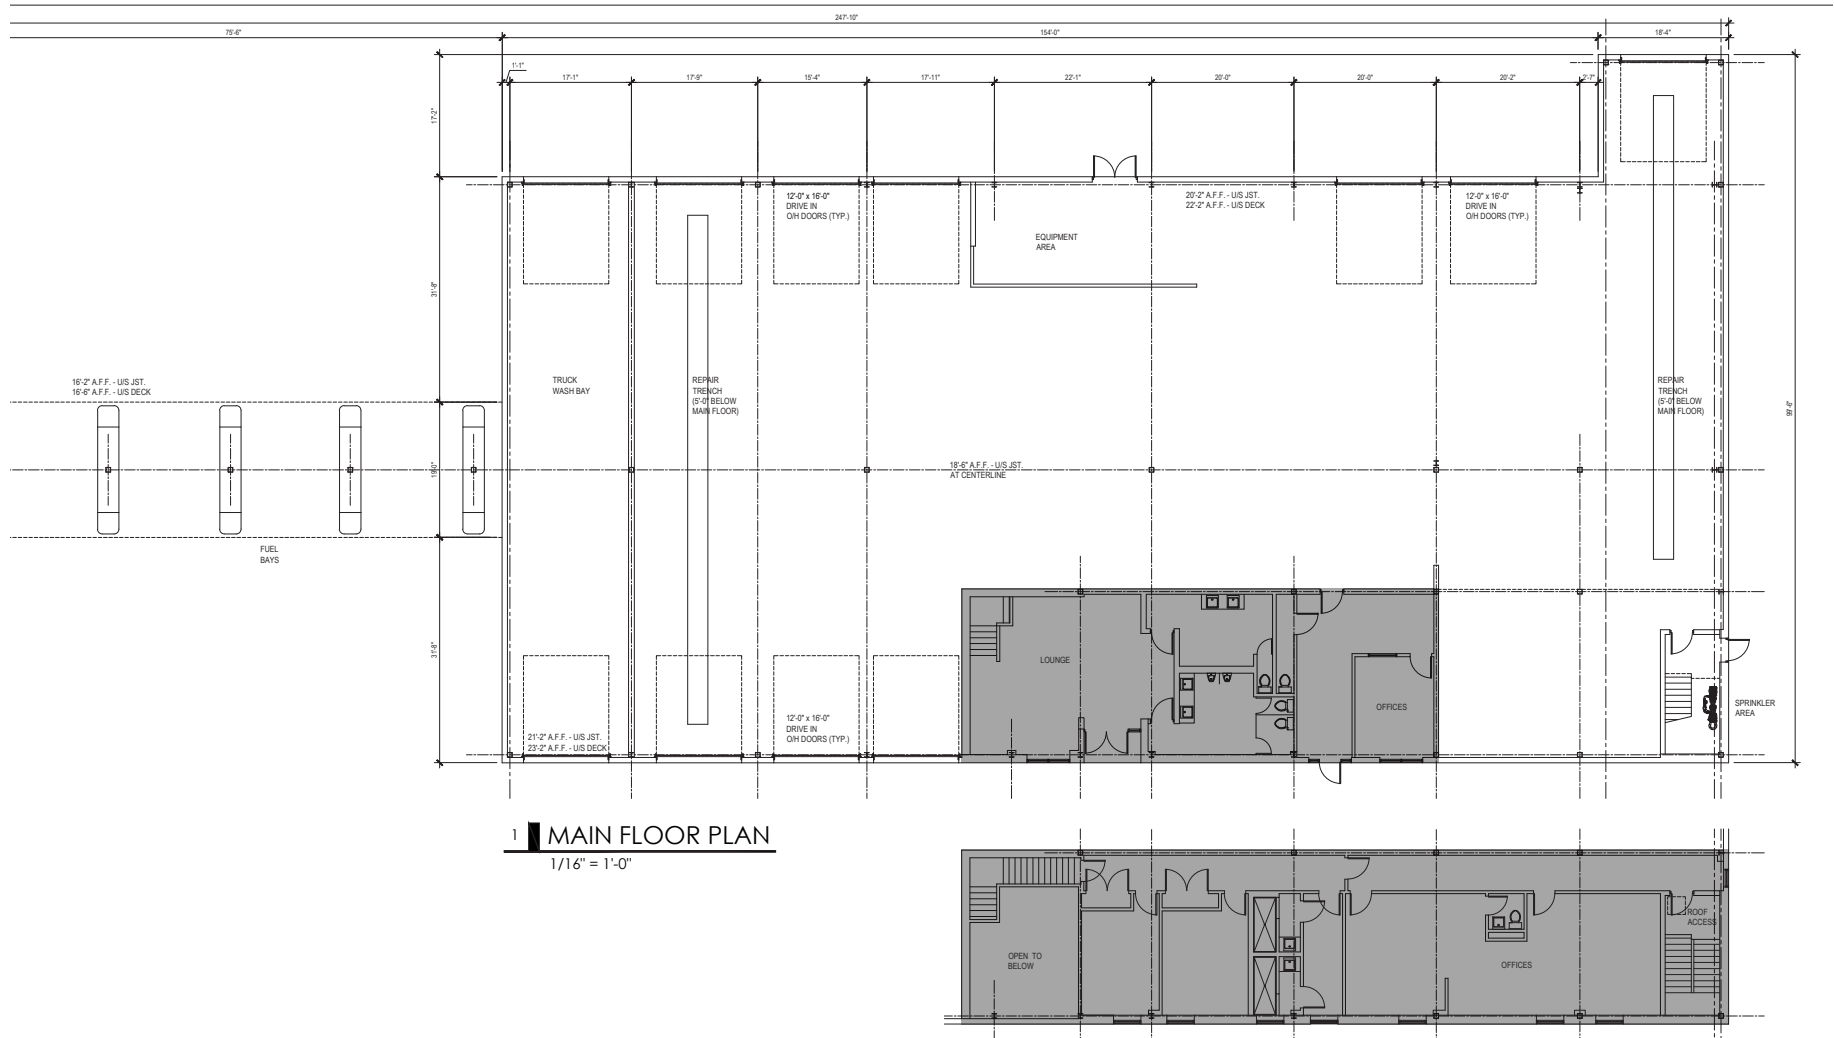 247'-10"
75'-6"
154'-0"
18'-4"
1'-1"
17'-1"
17'-9"
15'-4"
17'-11"
22'-1"
20'-0"
20'-0"
20'-2"
2'-7"
17'-2"
12'-0" x 16'-0"
DRIVE IN
O/H DOORS (TYP.)
20'-2" A.F.F. - U/S JST.
22'-2" A.F.F. - U/S DECK
12'-0" x 16'-0"
DRIVE IN
O/H DOORS (TYP.)
EQUIPMENT
AREA
31'-8"
16'-2" A.F.F. - U/S JST.
16'-6" A.F.F. - U/S DECK
TRUCK
WASH BAY
REPAIR
TRENCH
(5'-0" BELOW
MAIN FLOOR)
REPAIR
TRENCH
(5'-0" BELOW
MAIN FLOOR)
99'-6"
19'-0"
18'-6" A.F.F. - U/S JST.
AT CENTERLINE
FUEL
BAYS
31'-8"
LOUNGE
OFFICES
SPRINKLER
AREA
21'-2" A.F.F. - U/S JST.
23'-2" A.F.F. - U/S DECK
12'-0" x 16'-0"
DRIVE IN
O/H DOORS (TYP.)
1 MAIN FLOOR PLAN
1/16" = 1'-0"
ROOF
ACCESS
OPEN TO
BELOW
OFFICES